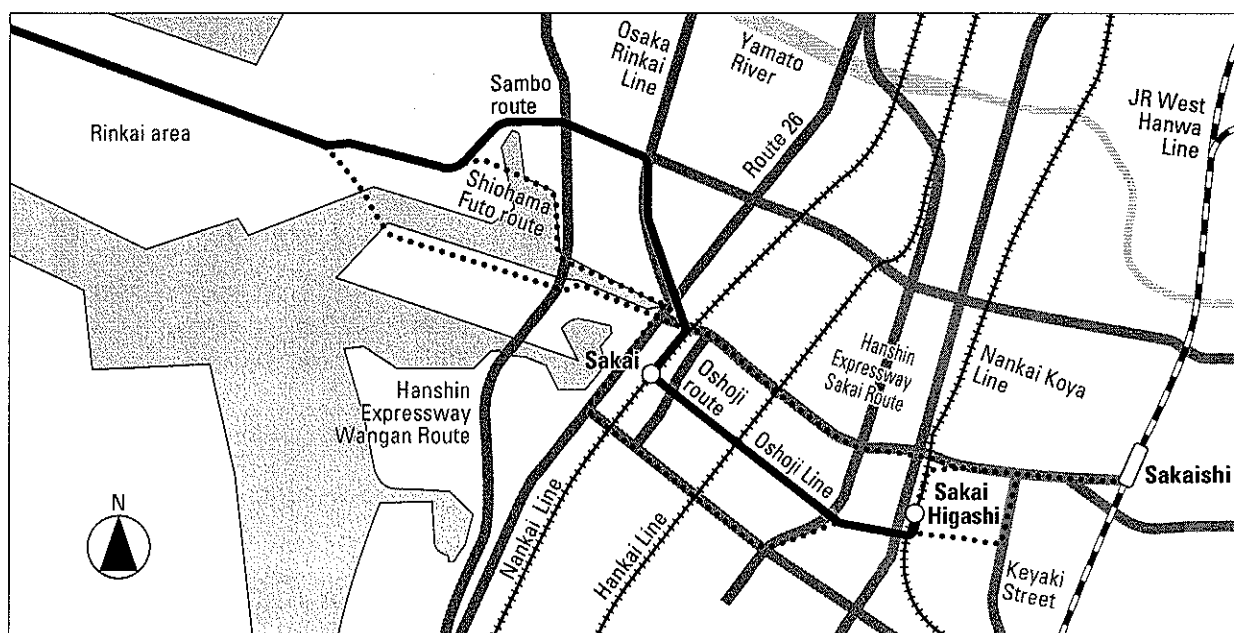 Osaka
Rinkai
Line
Yamato
River
Sambo
route
JR West
Hanwa
Line
Rinkai area
Route 26
Shiohama
Futo route
Hanshin
Expressway
Sakai Route
Nankai Koya
Line
Sakai
Oshoji
route
Hanshin
Expressway
Wangan Route
Oshoji Line
Sakaishi
Sakai
Higashi
N
Nankai Line
Hankai Line
Keyaki
Street